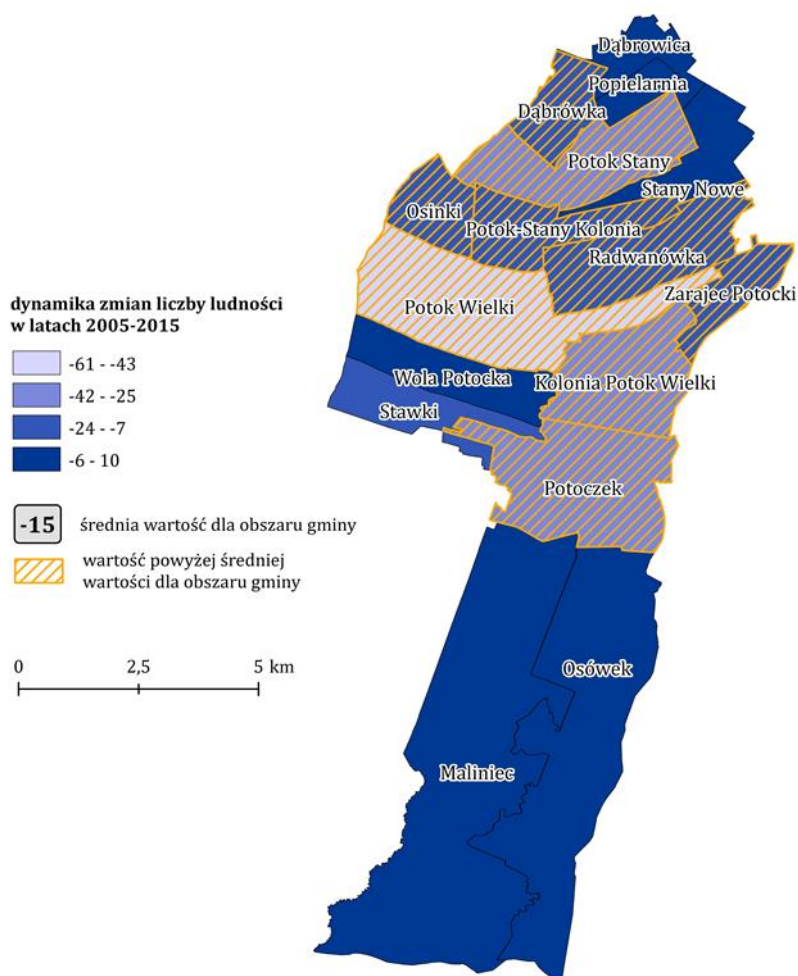 Dąbrowica
Popielarnia
Dąbrówka
Potok Stany
Stany Nowe
Osinki
Potok-Stany Kolonia
Radwanówka
Zarajec Potocki
Potok Wielki
Wola Potocka
Kolonia Potok Wielki
Stawki
Potoczek
Osówek
Maliniec
dynamika zmian liczby ludności
w latach 2005-2015
-61 - -43
-42 - -25
-24 - -7
-6 - 10
-15 średnia wartość dla obszaru gminy
wartość powyżej średniej
wartości dla obszaru gminy
0 2,5 5 km